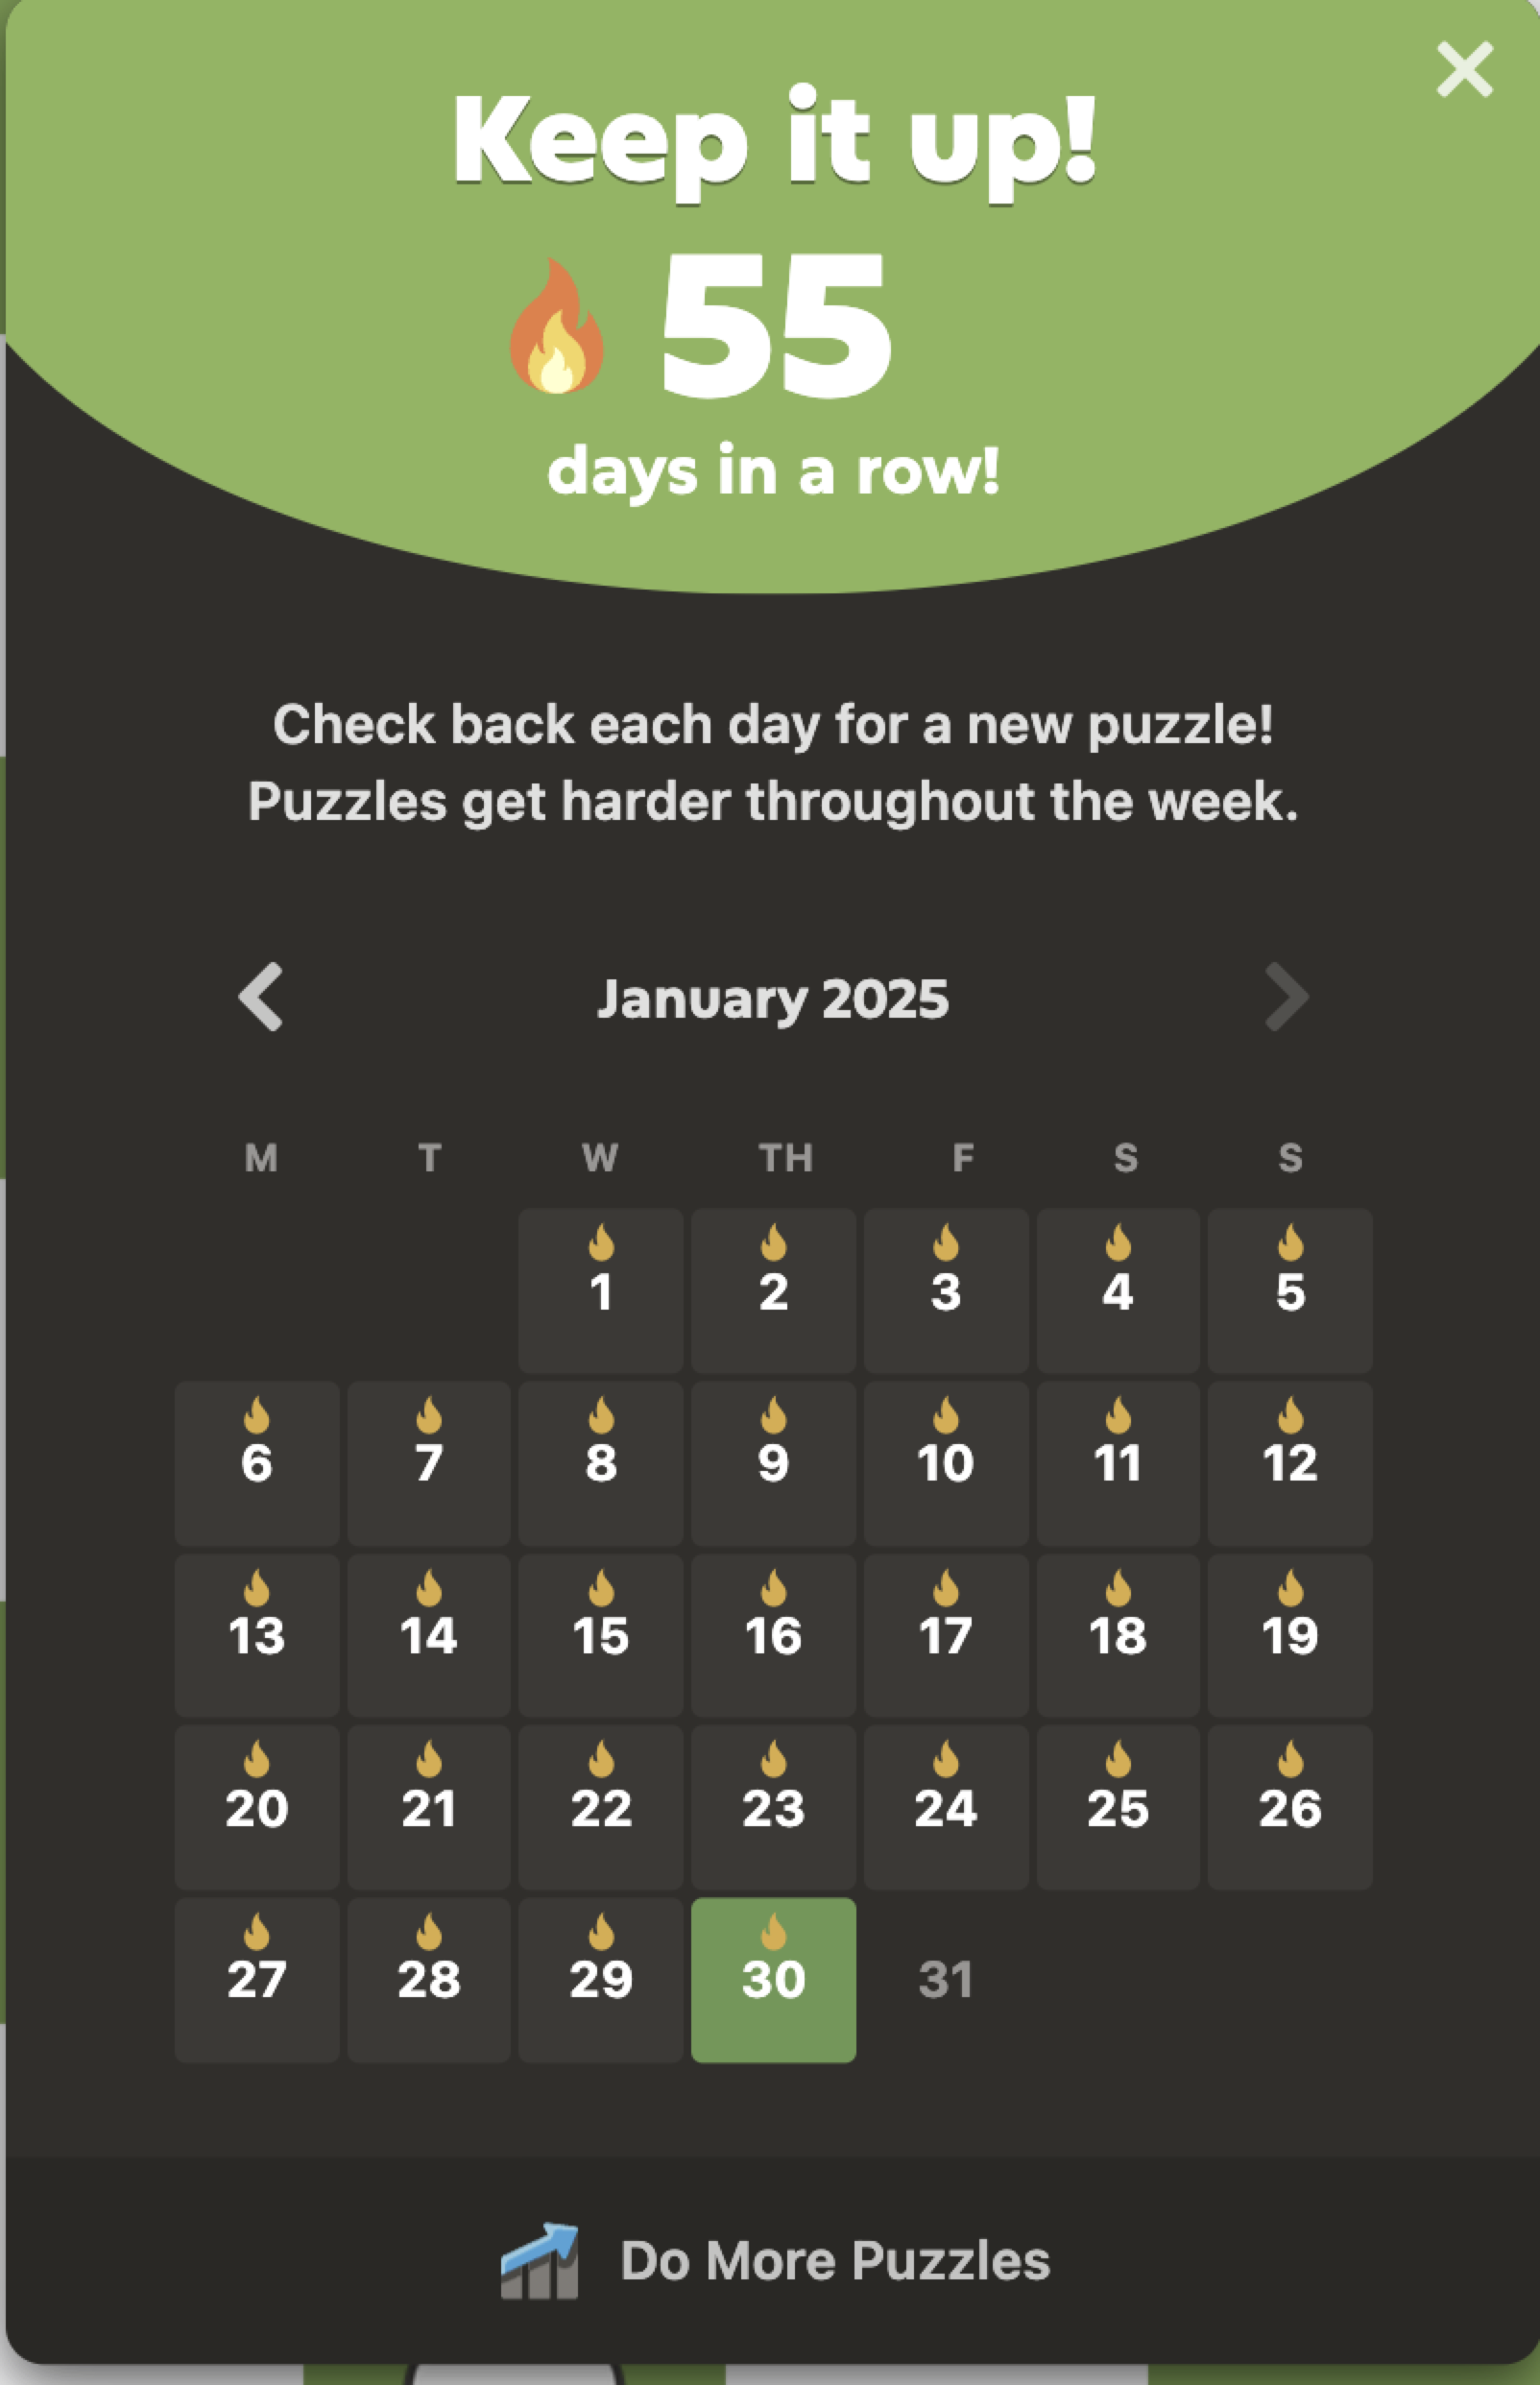 Keep it up!
55
days in a row!
Check back each day for a new puzzle!
Puzzles get harder throughout the week.
January 2025
M T W TH F S S
1 2 3 4 5
6 7 8 9 10 11 12
13 14 15 16 17 18 19
20 21 22 23 24 25 26
27 28 29 30 31
Do More Puzzles